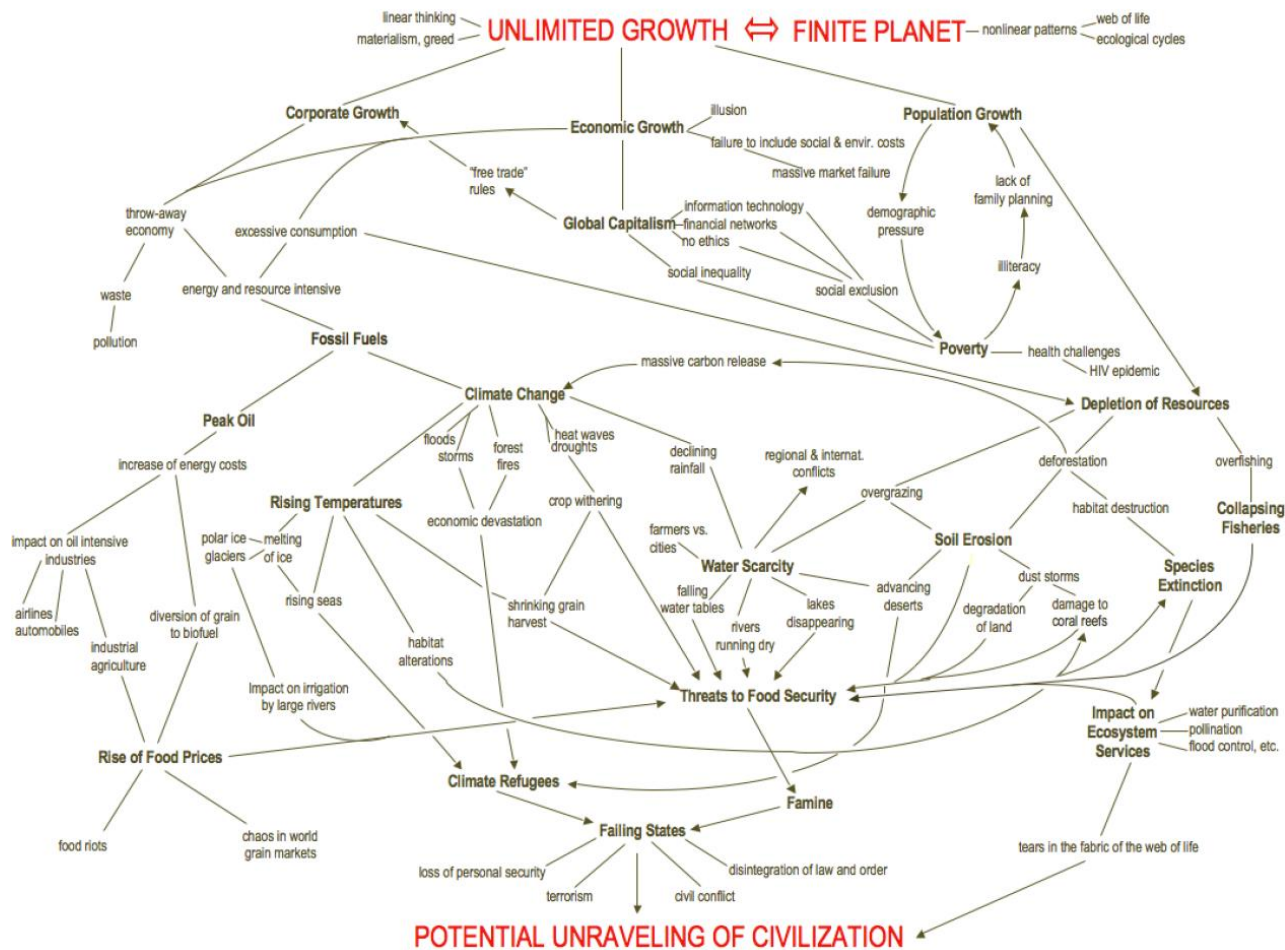 linear thinking
materialism, greed
UNLIMITED GROWTH ⇔ FINITE PLANET
nonlinear patterns
web of life
ecological cycles
Corporate Growth
Economic Growth
illusion
failure to include social & envir. costs
massive market failure
Population Growth
"free trade"
rules
lack of
family planning
throw-away
economy
excessive consumption
Global Capitalism
information technology
financial networks
no ethics
demographic
pressure
social inequality
social exclusion
illiteracy
waste
energy and resource intensive
pollution
Fossil Fuels
massive carbon release
Poverty
health challenges
HIV epidemic
Climate Change
Depletion of Resources
Peak Oil
floods
storms
forest
fires
heat waves
droughts
declining
rainfall
regional & internat.
conflicts
deforestation
overfishing
increase of energy costs
Rising Temperatures
economic devastation
crop withering
overgrazing
habitat destruction
Collapsing
Fisheries
impact on oil intensive
industries
polar ice
glaciers
melting
of ice
farmers vs.
cities
Water Scarcity
Soil Erosion
Species
Extinction
airlines
automobiles
rising seas
falling
water tables
lakes
disappearing
advancing
deserts
dust storms
degradation
of land
damage to
coral reefs
diversion of grain
to biofuel
shrinking grain
harvest
rivers
running dry
industrial
agriculture
habitat
alterations
Impact on irrigation
by large rivers
Threats to Food Security
Impact on
Ecosystem
Services
water purification
pollination
flood control, etc.
Rise of Food Prices
Climate Refugees
Famine
food riots
chaos in world
grain markets
Failing States
tears in the fabric of the web of life
loss of personal security
terrorism
civil conflict
disintegration of law and order
POTENTIAL UNRAVELING OF CIVILIZATION